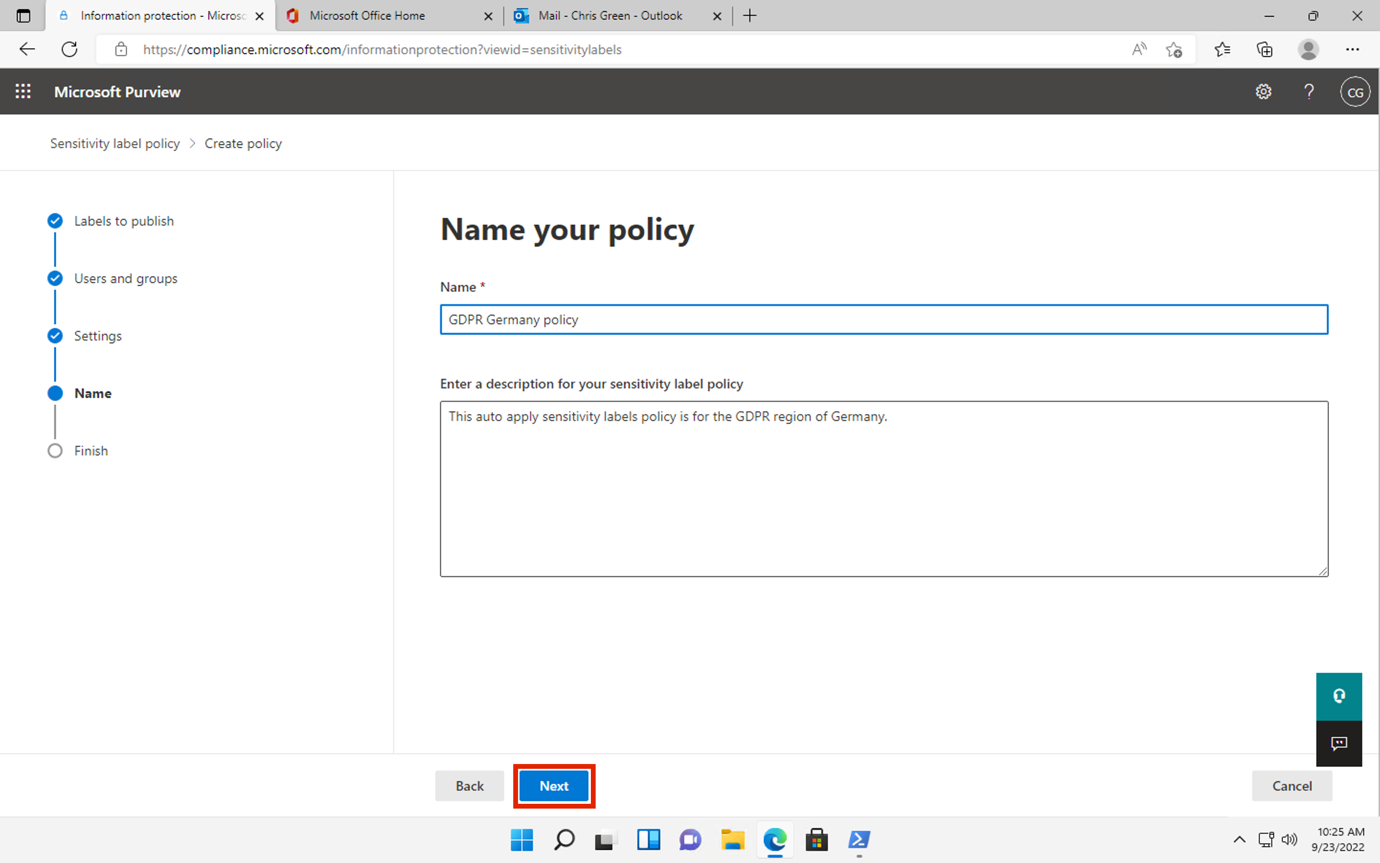 Information protection - Microso
Microsoft Office Home
Mail - Chris Green - Outlook
https://compliance.microsoft.com/informationprotection?viewid=sensitivitylabels
Microsoft Purview
CG
Sensitivity label policy > Create policy
Labels to publish
Users and groups
Settings
Name
Finish
Name your policy
Name *
GDPR Germany policy
Enter a description for your sensitivity label policy
This auto apply sensitivity labels policy is for the GDPR region of Germany.
Back
Next
Cancel
10:25 AM
9/23/2022